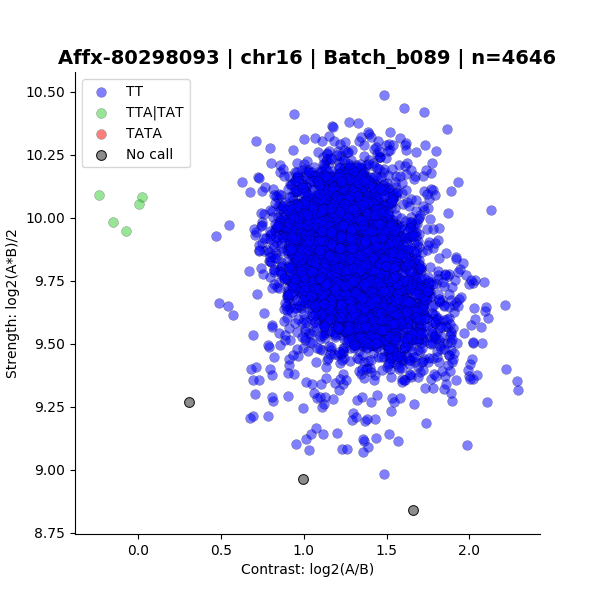 Affx-80298093 | chr16 | Batch_b089 | n=4646
10.50
10.25
10.00
9.75
9.50
9.25
9.00
8.75
Strength: log2(A*B)/2
TT
TTA|TAT
TATA
No call
0.0 0.5 1.0 1.5 2.0
Contrast: log2(A/B)